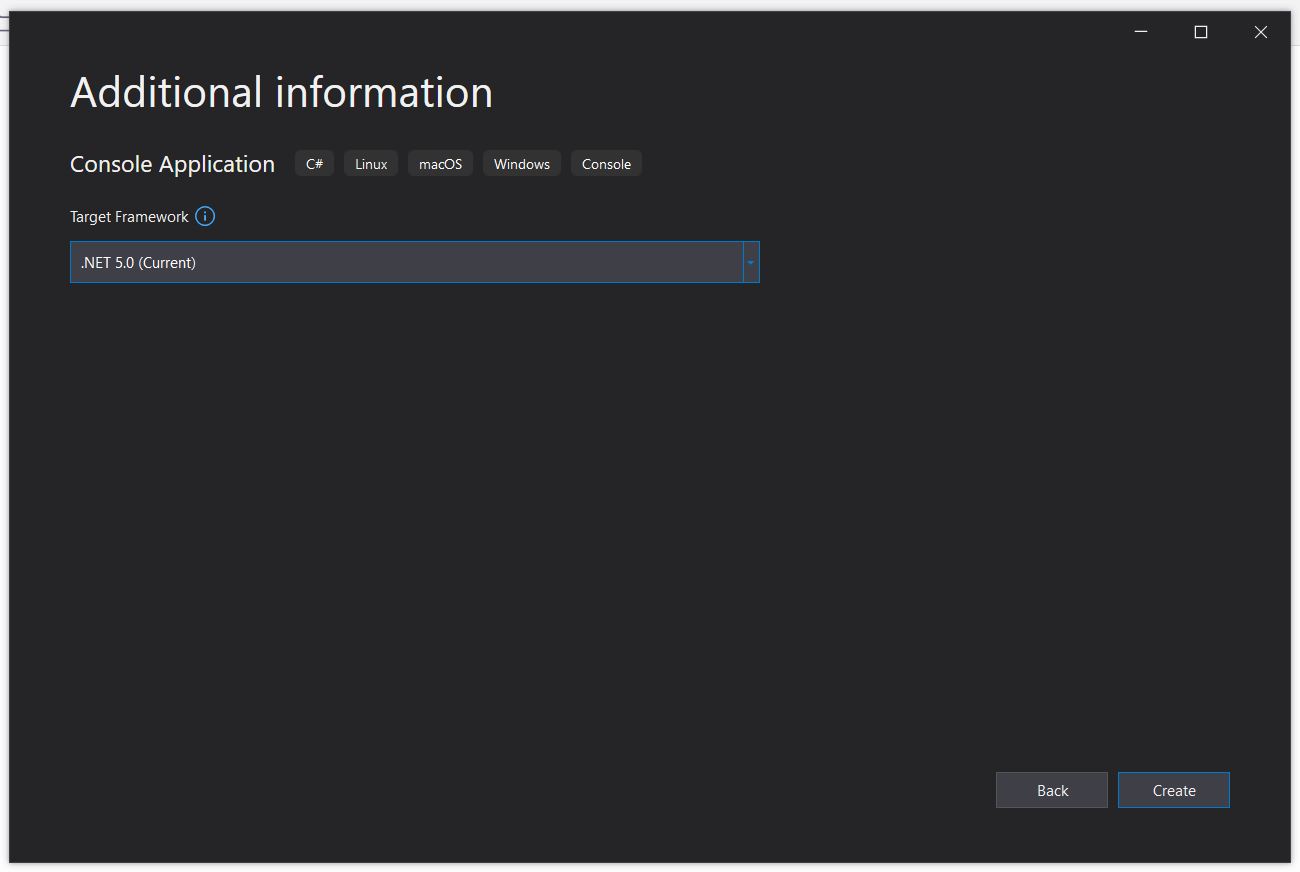 Additional information
Console Application C# Linux macOS Windows Console
Target Framework
.NET 5.0 (Current)
Back Create